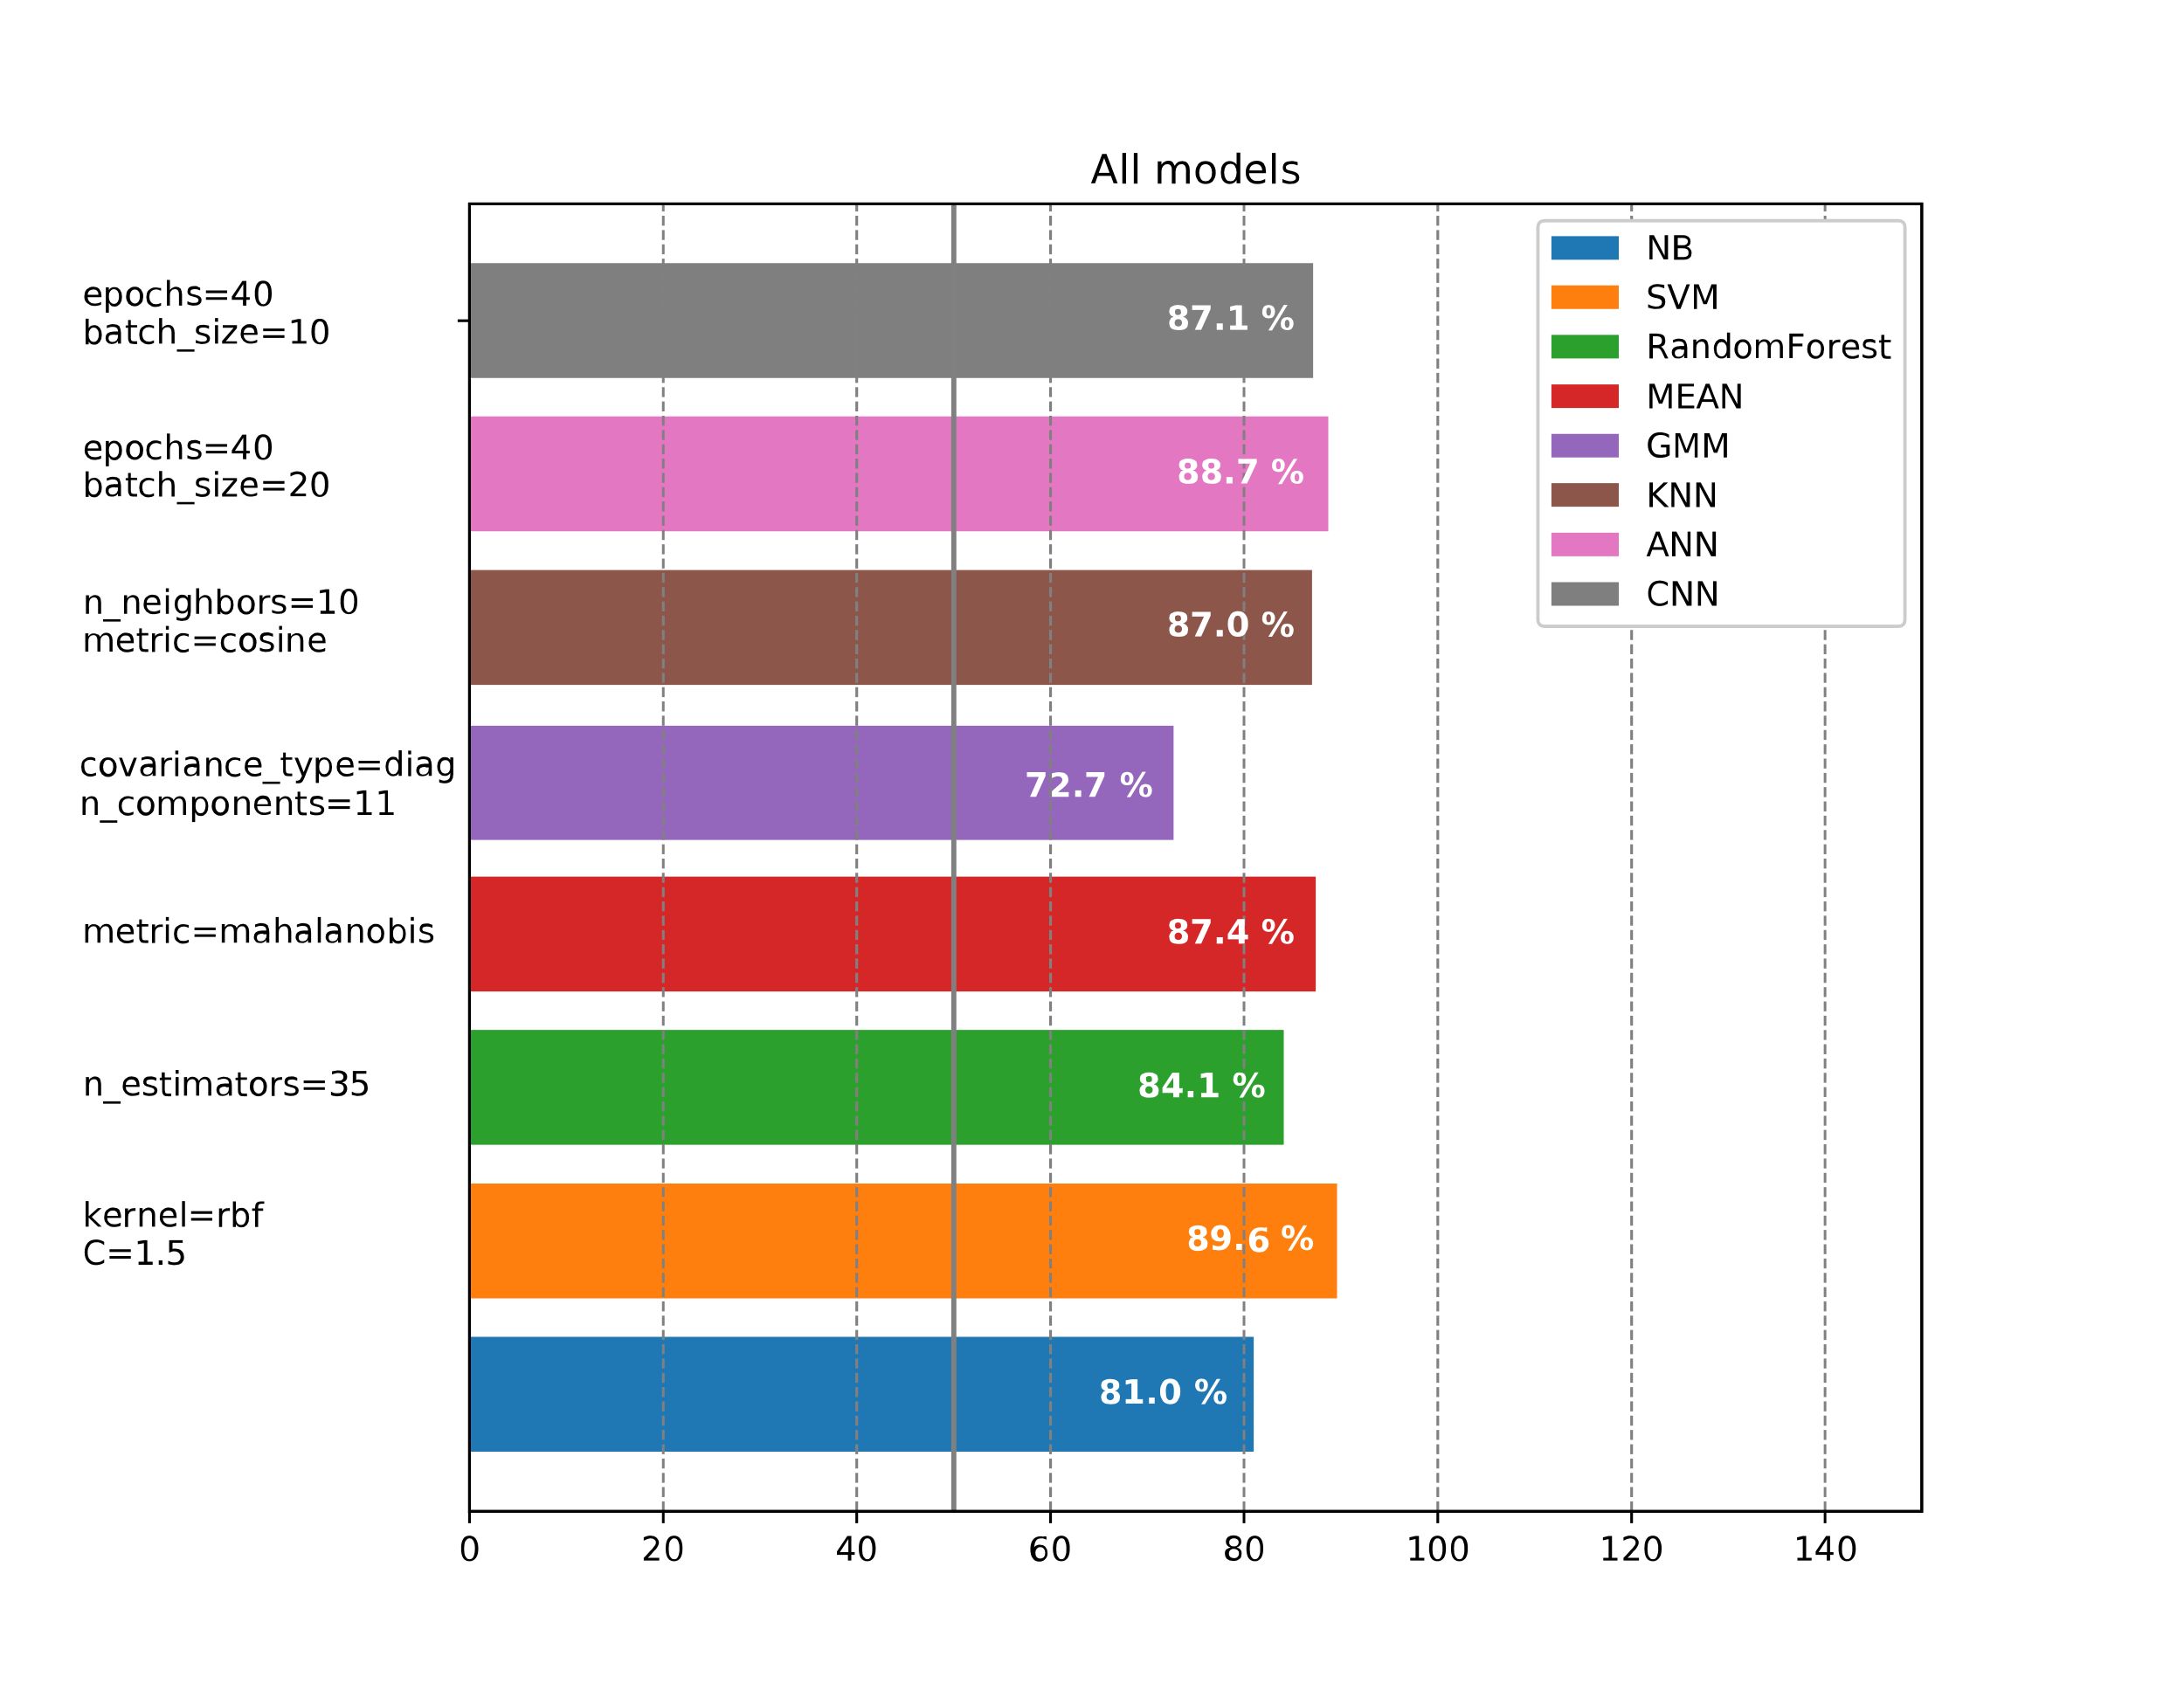 All models
epochs=40
batch_size=10
87.1 %
epochs=40
batch_size=20
88.7 %
n_neighbors=10
metric=cosine
87.0 %
covariance_type=diag
n_components=11
72.7 %
metric=mahalanobis
87.4 %
n_estimators=35
84.1 %
kernel=rbf
C=1.5
89.6 %
81.0 %
0 20 40 60 80 100 120 140
NB
SVM
RandomForest
MEAN
GMM
KNN
ANN
CNN